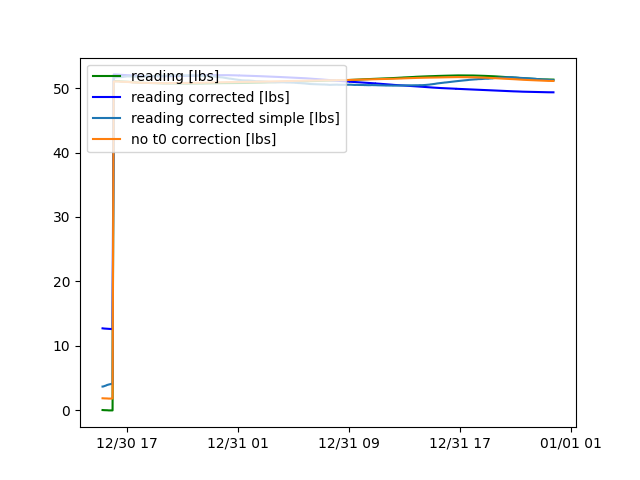 reading [lbs]
reading corrected [lbs]
reading corrected simple [lbs]
no t0 correction [lbs]
50
40
30
20
10
0
12/30 17 12/31 01 12/31 09 12/31 17 01/01 01